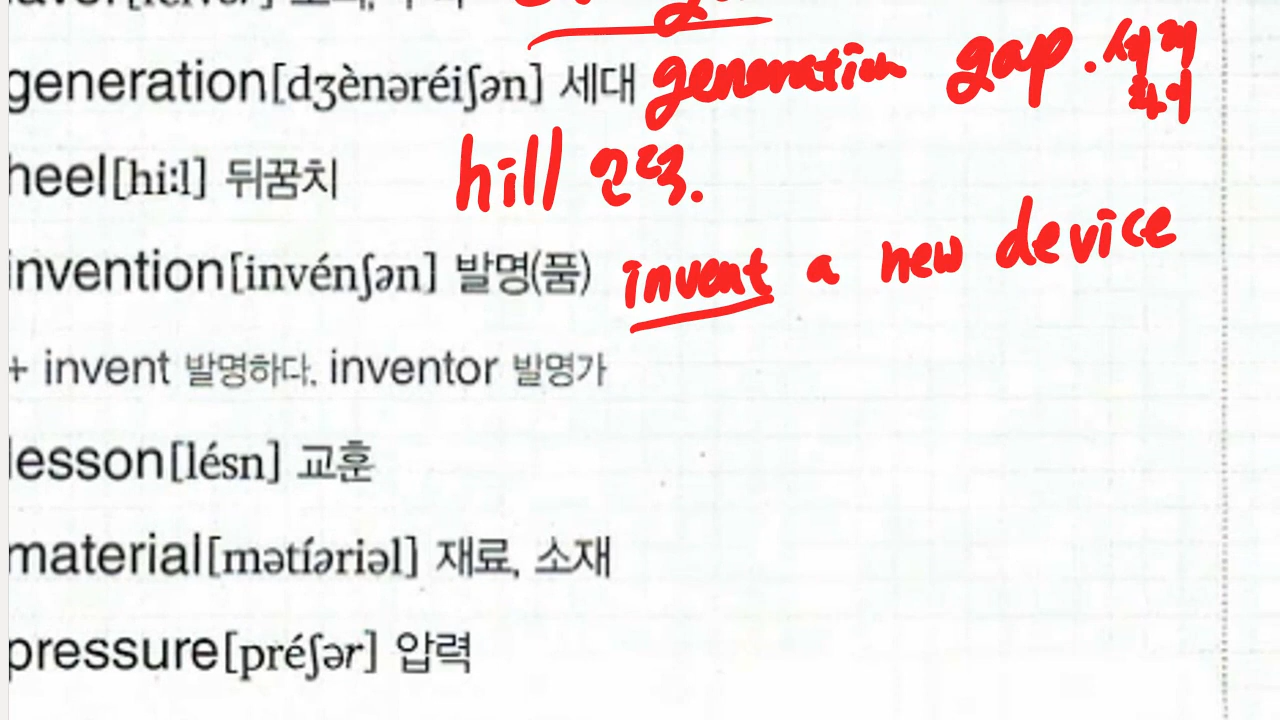 generation[dʒènəréiʃən] 세대 generation gap. 세대
차이
heel[hiːl] 뒤꿈치 hill 언덕.
invention[invénʃən] 발명(품) invent a new device
+ invent 발명하다, inventor 발명가
lesson[lésn] 교훈
material[mətíəriəl] 재료, 소재
pressure[préʃər] 압력